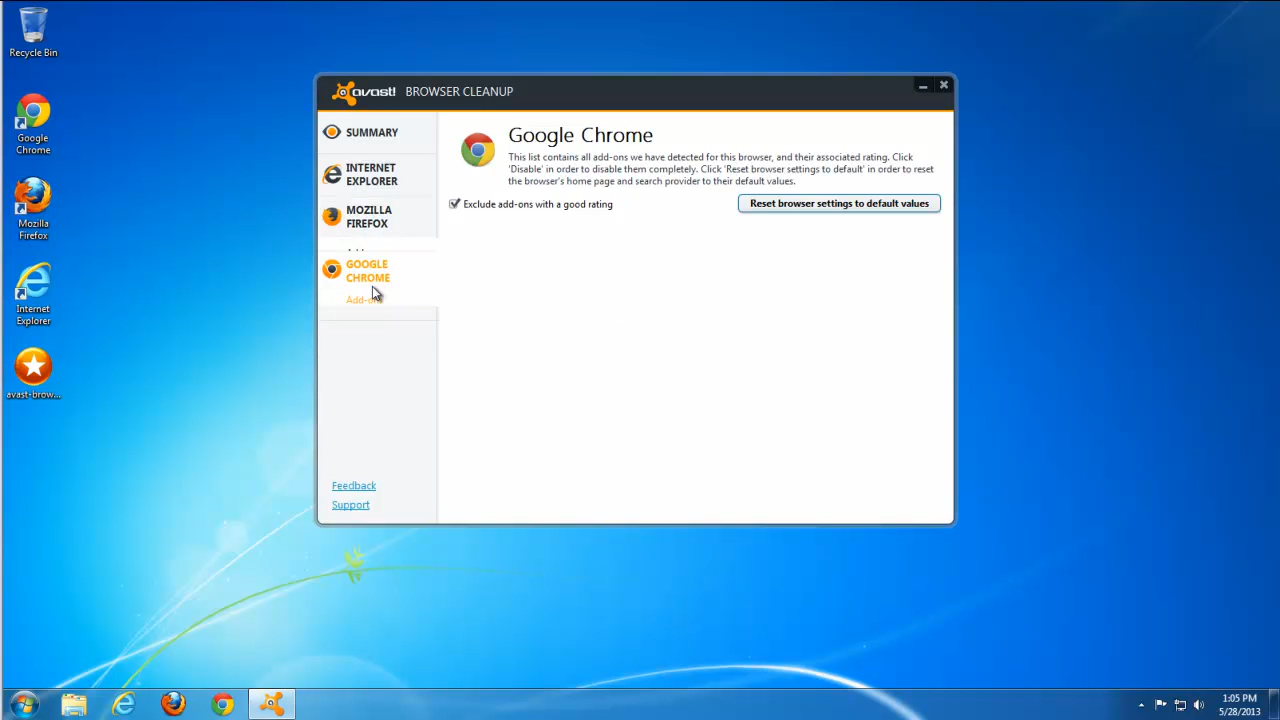 Recycle Bin
Google
Chrome
Mozilla
Firefox
Internet
Explorer
avast-brow...
avast! BROWSER CLEANUP
SUMMARY
INTERNET
EXPLORER
MOZILLA
FIREFOX
GOOGLE
CHROME
Feedback
Support
Google Chrome
This list contains all add-ons we have detected for this browser, and their associated rating. Click
'Disable' in order to disable them completely. Click 'Reset browser settings to default' in order to reset
the browser's home page and search provider to their default values.
Exclude add-ons with a good rating
Reset browser settings to default values
1:05 PM
5/28/2013